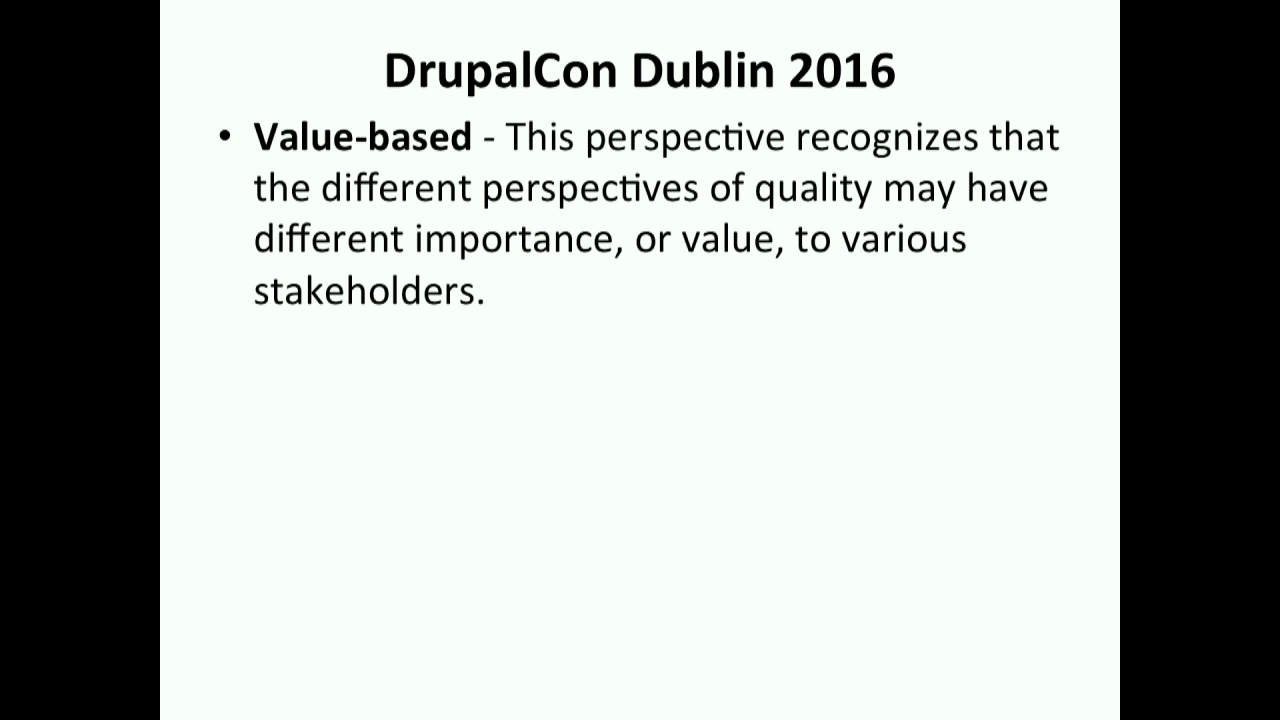 DrupalCon Dublin 2016
• Value-based - This perspective recognizes that
the different perspectives of quality may have
different importance, or value, to various
stakeholders.